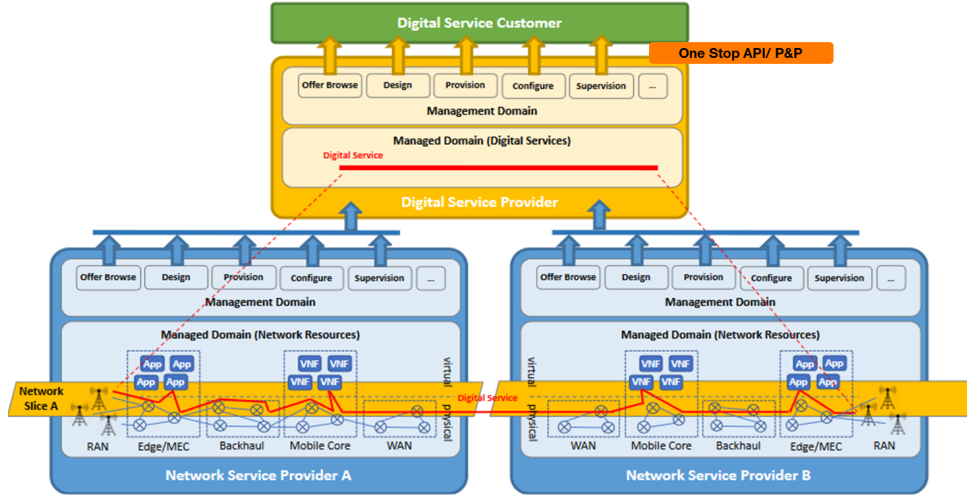 Digital Service Customer
One Stop API/ P&P
Offer Browse
Design
Provision
Configure
Supervision
...
Management Domain
Managed Domain (Digital Services)
Digital Service
Digital Service Provider
Offer Browse
Design
Provision
Configure
Supervision
...
Management Domain
Managed Domain (Network Resources)
App
App
App
App
VNF
VNF
VNF
VNF
virtual
physical
Network
Slice A
RAN
Edge/MEC
Backhaul
Mobile Core
WAN
Network Service Provider A
Digital Service
Offer Browse
Design
Provision
Configure
Supervision
...
Management Domain
Managed Domain (Network Resources)
virtual
physical
VNF
VNF
VNF
VNF
App
App
App
App
WAN
Mobile Core
Backhaul
Edge/MEC
RAN
Network Service Provider B